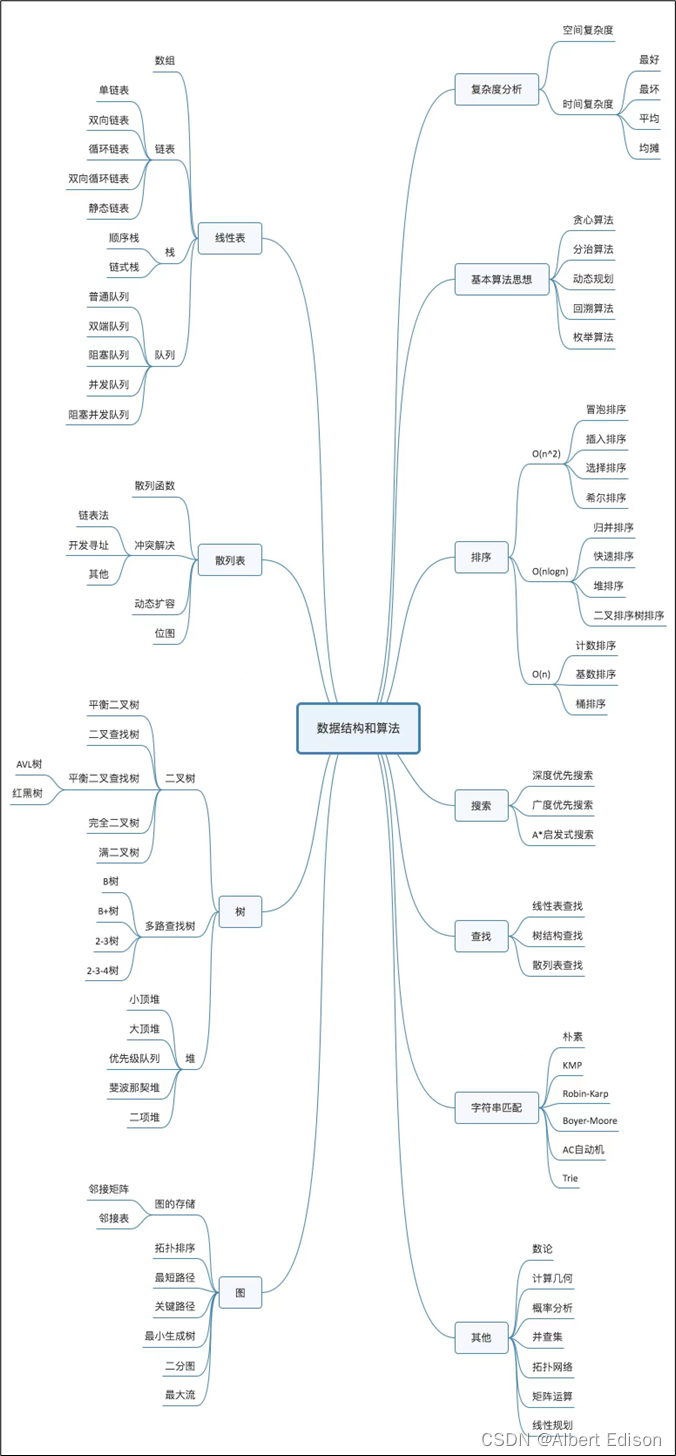 数据结构和算法
线性表
数组
链表
单链表
双向链表
循环链表
双向循环链表
静态链表
栈
顺序栈
链式栈
队列
普通队列
双端队列
阻塞队列
并发队列
阻塞并发队列
散列表
散列函数
冲突解决
链表法
开发寻址
其他
动态扩容
位图
树
二叉树
平衡二叉树
二叉查找树
平衡二叉查找树
AVL树
红黑树
完全二叉树
满二叉树
多路查找树
B树
B+树
2-3树
2-3-4树
堆
小顶堆
大顶堆
优先级队列
斐波那契堆
二项堆
图
图的存储
邻接矩阵
邻接表
拓扑排序
最短路径
关键路径
最小生成树
二分图
最大流
复杂度分析
空间复杂度
时间复杂度
最好
最坏
平均
均摊
基本算法思想
贪心算法
分治算法
动态规划
回溯算法
枚举算法
排序
O(n^2)
冒泡排序
插入排序
选择排序
希尔排序
O(nlogn)
归并排序
快速排序
堆排序
二叉排序树排序
O(n)
计数排序
基数排序
桶排序
搜索
深度优先搜索
广度优先搜索
A*启发式搜索
查找
线性表查找
树结构查找
散列表查找
字符串匹配
朴素
KMP
Robin-Karp
Boyer-Moore
AC自动机
Trie
其他
数论
计算几何
概率分析
并查集
拓扑网络
矩阵运算
线性规划
CSDN @Albert Edison